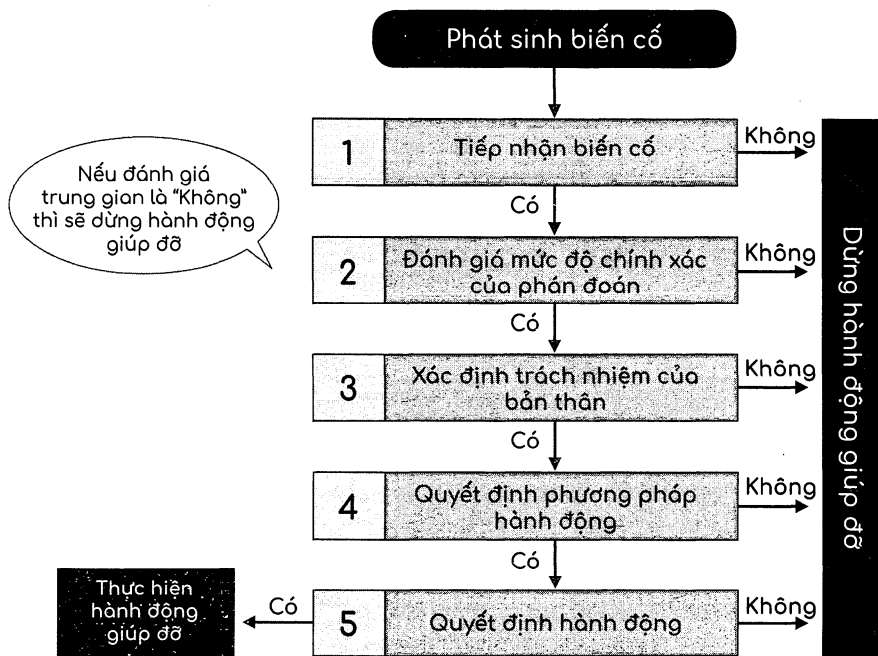 Phát sinh biến cố
1
Tiếp nhận biến cố
Không
Có
Nếu đánh giá
trung gian là "Không"
thì sẽ dừng hành động
giúp đỡ
2
Đánh giá mức độ chính xác
của phán đoán
Không
Có
3
Xác định trách nhiệm của
bản thân
Không
Có
4
Quyết định phương pháp
hành động
Không
Có
5
Quyết định hành động
Không
Có
Thực hiện
hành động
giúp đỡ
Dừng hành động giúp đỡ